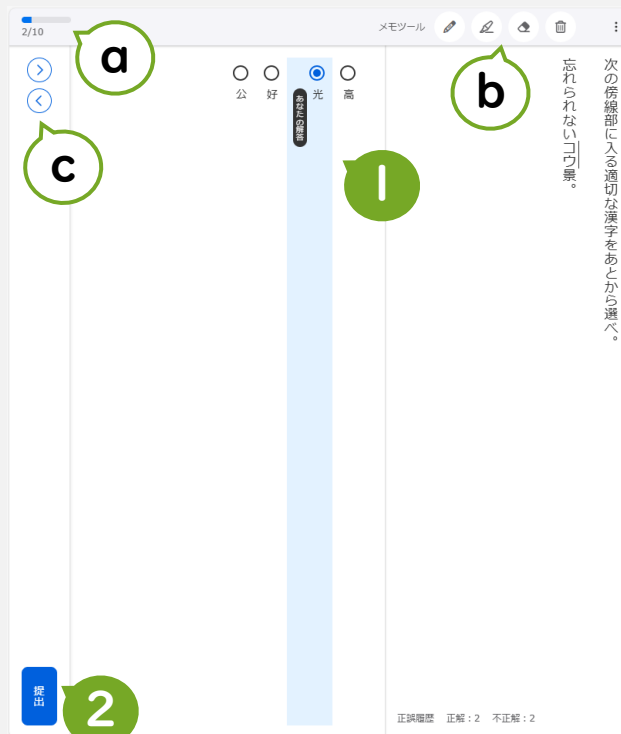 2/10
a
メモツール
b
次の傍線部に入る適切な漢字をあとから選べ。
忘れられないコウ景。
高
光
あなたの解答
好
公
1
c
提出
2
正誤履歴 正解：2 不正解：2